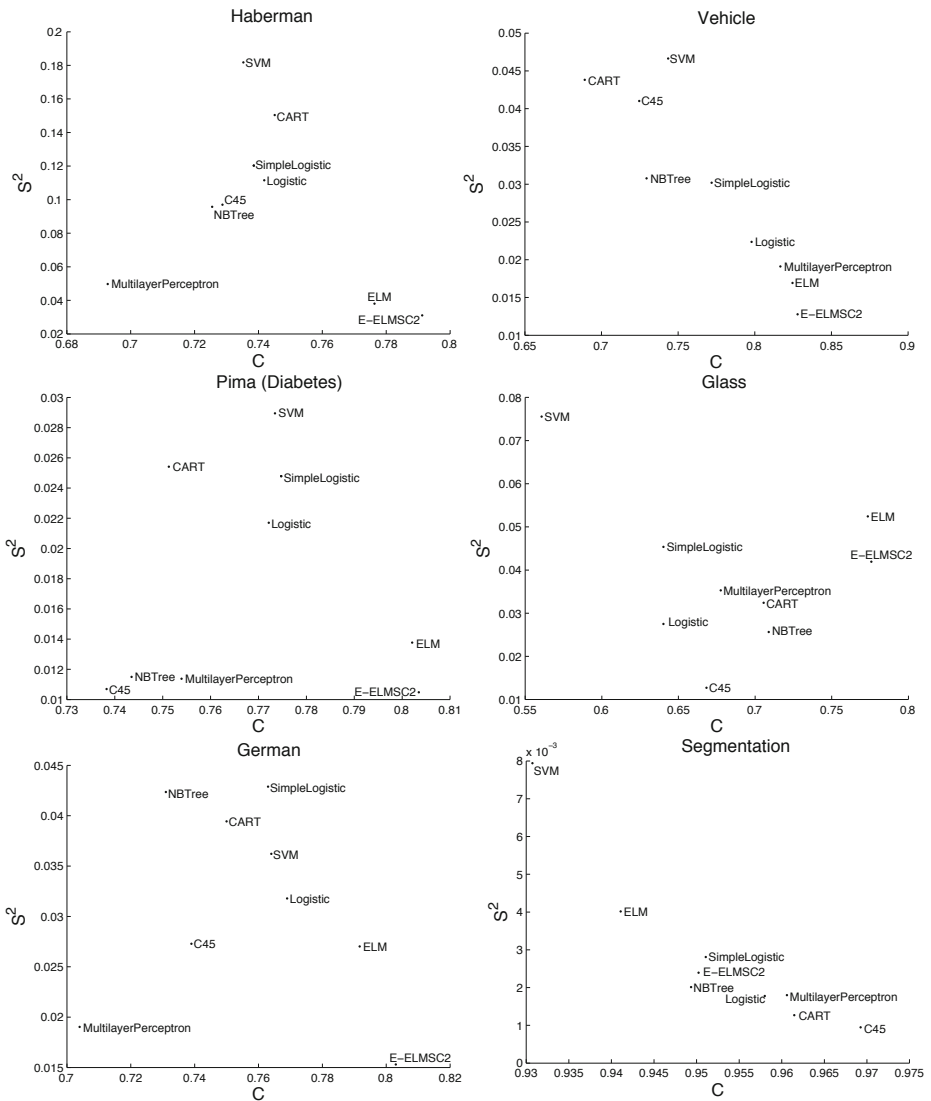 Haberman
0.2
0.18
0.16
0.14
0.12
0.1
0.08
0.06
0.04
0.02
S2
SVM
CART
SimpleLogistic
Logistic
C45
NBTree
MultilayerPerceptron
ELM
E-ELMSC2
0.68 0.7 0.72 0.74 0.76 0.78 0.8
C
Vehicle
0.05
0.045
0.04
0.035
0.03
0.025
0.02
0.015
0.01
S2
SVM
CART
C45
NBTree
SimpleLogistic
Logistic
MultilayerPerceptron
ELM
E-ELMSC2
0.65 0.7 0.75 0.8 0.85 0.9
C
Pima (Diabetes)
0.03
0.028
0.026
0.024
0.022
0.02
0.018
0.016
0.014
0.012
0.01
S2
SVM
CART
SimpleLogistic
Logistic
ELM
NBTree
MultilayerPerceptron
C45
E-ELMSC2
0.73 0.74 0.75 0.76 0.77 0.78 0.79 0.8 0.81
C
Glass
0.08
0.07
0.06
0.05
0.04
0.03
0.02
0.01
S2
SVM
ELM
SimpleLogistic
E-ELMSC2
MultilayerPerceptron
CART
Logistic
NBTree
C45
0.55 0.6 0.65 0.7 0.75 0.8
C
German
0.045
0.04
0.035
0.03
0.025
0.02
0.015
S2
SimpleLogistic
NBTree
CART
SVM
Logistic
C45
ELM
MultilayerPerceptron
E-ELMSC2
0.7 0.72 0.74 0.76 0.78 0.8 0.82
C
Segmentation
x 10−3
8
7
6
5
4
3
2
1
0
S2
SVM
ELM
SimpleLogistic
E-ELMSC2
NBTree
Logistic
MultilayerPerceptron
CART
C45
0.93 0.935 0.94 0.945 0.95 0.955 0.96 0.965 0.97 0.975
C